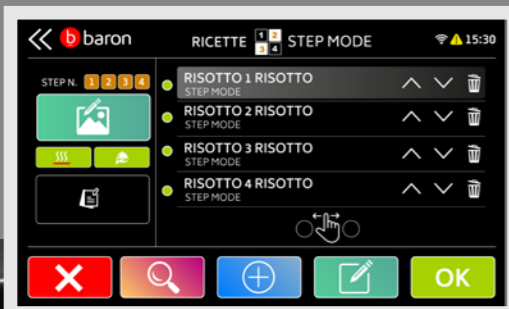 baron
RICETTE 1 2 3 4 STEP MODE
15:30
STEP N. 1 2 3 4
RISOTTO 1 RISOTTO
STEP MODE
RISOTTO 2 RISOTTO
STEP MODE
RISOTTO 3 RISOTTO
STEP MODE
RISOTTO 4 RISOTTO
STEP MODE
OK